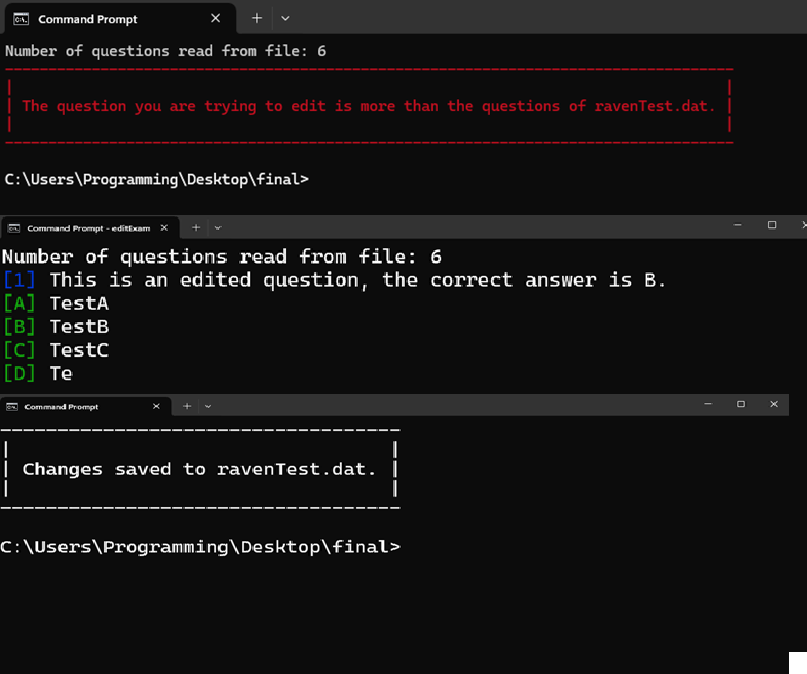 Command Prompt
Number of questions read from file: 6
The question you are trying to edit is more than the questions of ravenTest.dat.
C:\Users\Programming\Desktop\final>
Command Prompt - editExam
Number of questions read from file: 6
[1] This is an edited question, the correct answer is B.
[A] TestA
[B] TestB
[C] TestC
[D] Te
Command Prompt
Changes saved to ravenTest.dat.
C:\Users\Programming\Desktop\final>